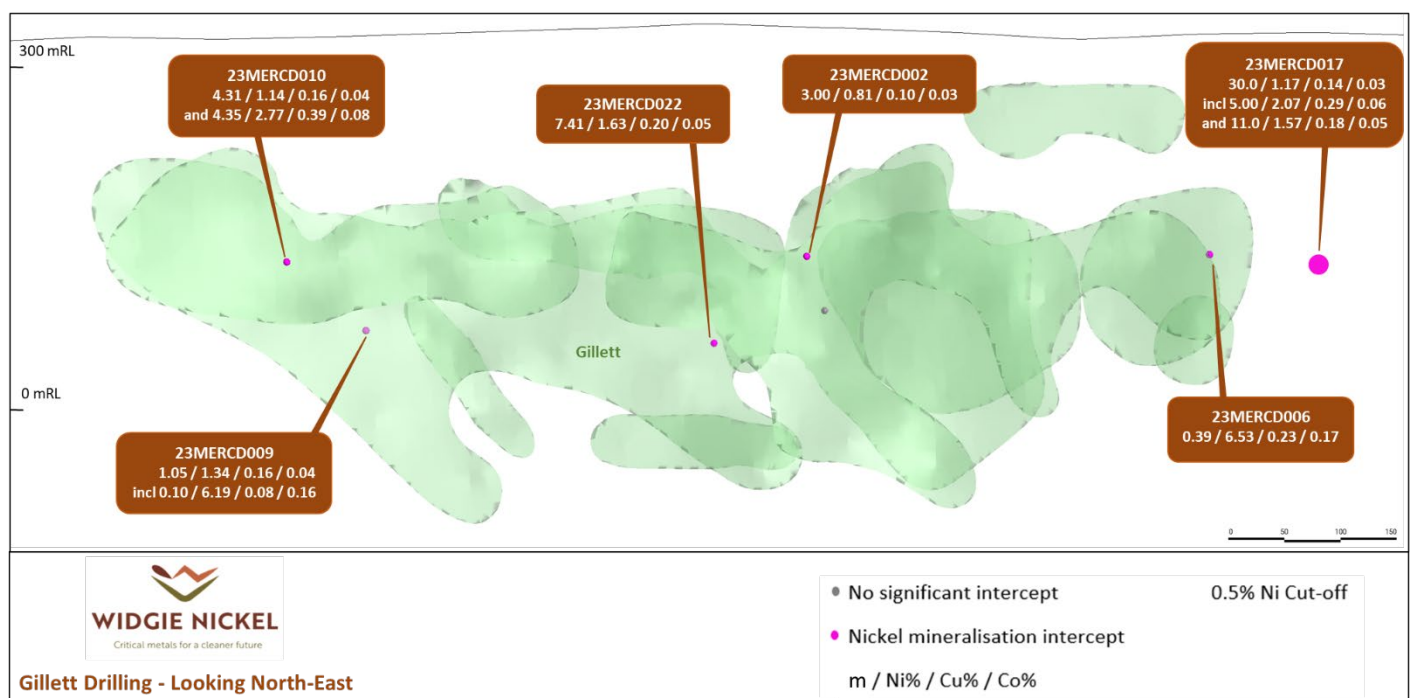 300 mRL
23MERCD010
4.31 / 1.14 / 0.16 / 0.04
and 4.35 / 2.77 / 0.39 / 0.08
23MERCD022
7.41 / 1.63 / 0.20 / 0.05
23MERCD002
3.00 / 0.81 / 0.10 / 0.03
23MERCD017
30.0 / 1.17 / 0.14 / 0.03
incl 5.00 / 2.07 / 0.29 / 0.06
and 11.0 / 1.57 / 0.18 / 0.05
Gillett
0 mRL
23MERCD009
1.05 / 1.34 / 0.16 / 0.04
incl 0.10 / 6.19 / 0.08 / 0.16
23MERCD006
0.39 / 6.53 / 0.23 / 0.17
0 50 100 150
WIDGIE NICKEL
Critical metals for a cleaner future
Gillett Drilling - Looking North-East
No significant intercept 0.5% Ni Cut-off
Nickel mineralisation intercept
m / Ni% / Cu% / Co%